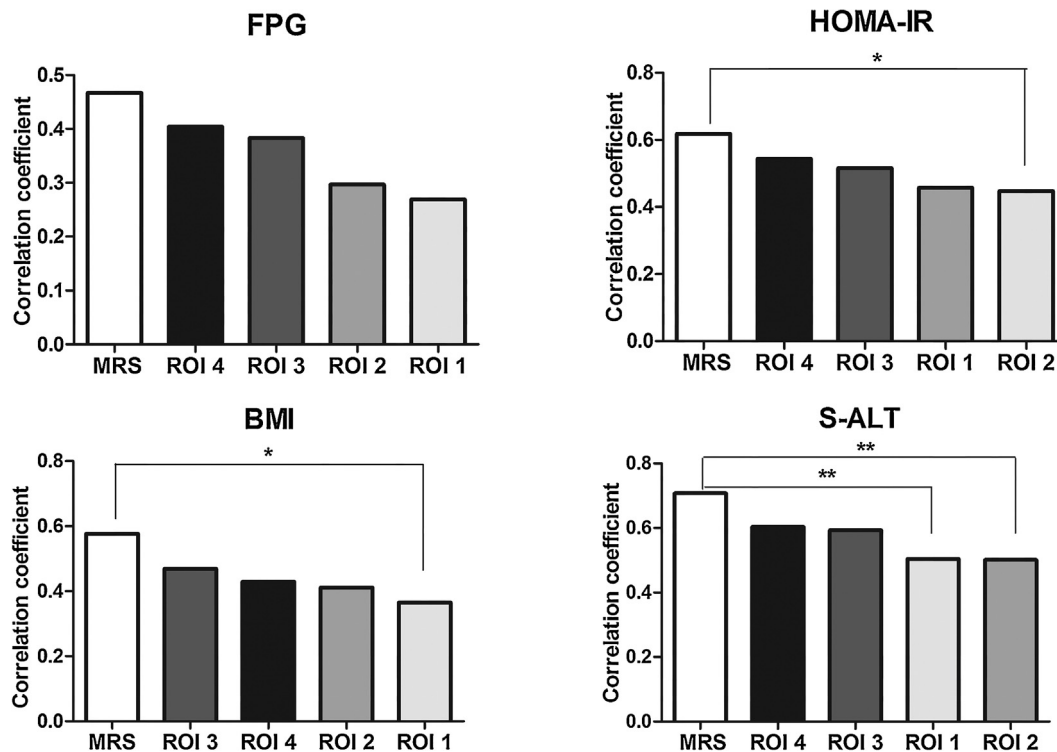 FPG
Correlation coefficient
0.5
0.4
0.3
0.2
0.1
0.0
MRS ROI 4 ROI 3 ROI 2 ROI 1
HOMA-IR
*
Correlation coefficient
0.8
0.6
0.4
0.2
0.0
MRS ROI 4 ROI 3 ROI 1 ROI 2
BMI
*
Correlation coefficient
0.8
0.6
0.4
0.2
0.0
MRS ROI 3 ROI 4 ROI 2 ROI 1
S-ALT
**
**
Correlation coefficient
0.8
0.6
0.4
0.2
0.0
MRS ROI 4 ROI 3 ROI 1 ROI 2